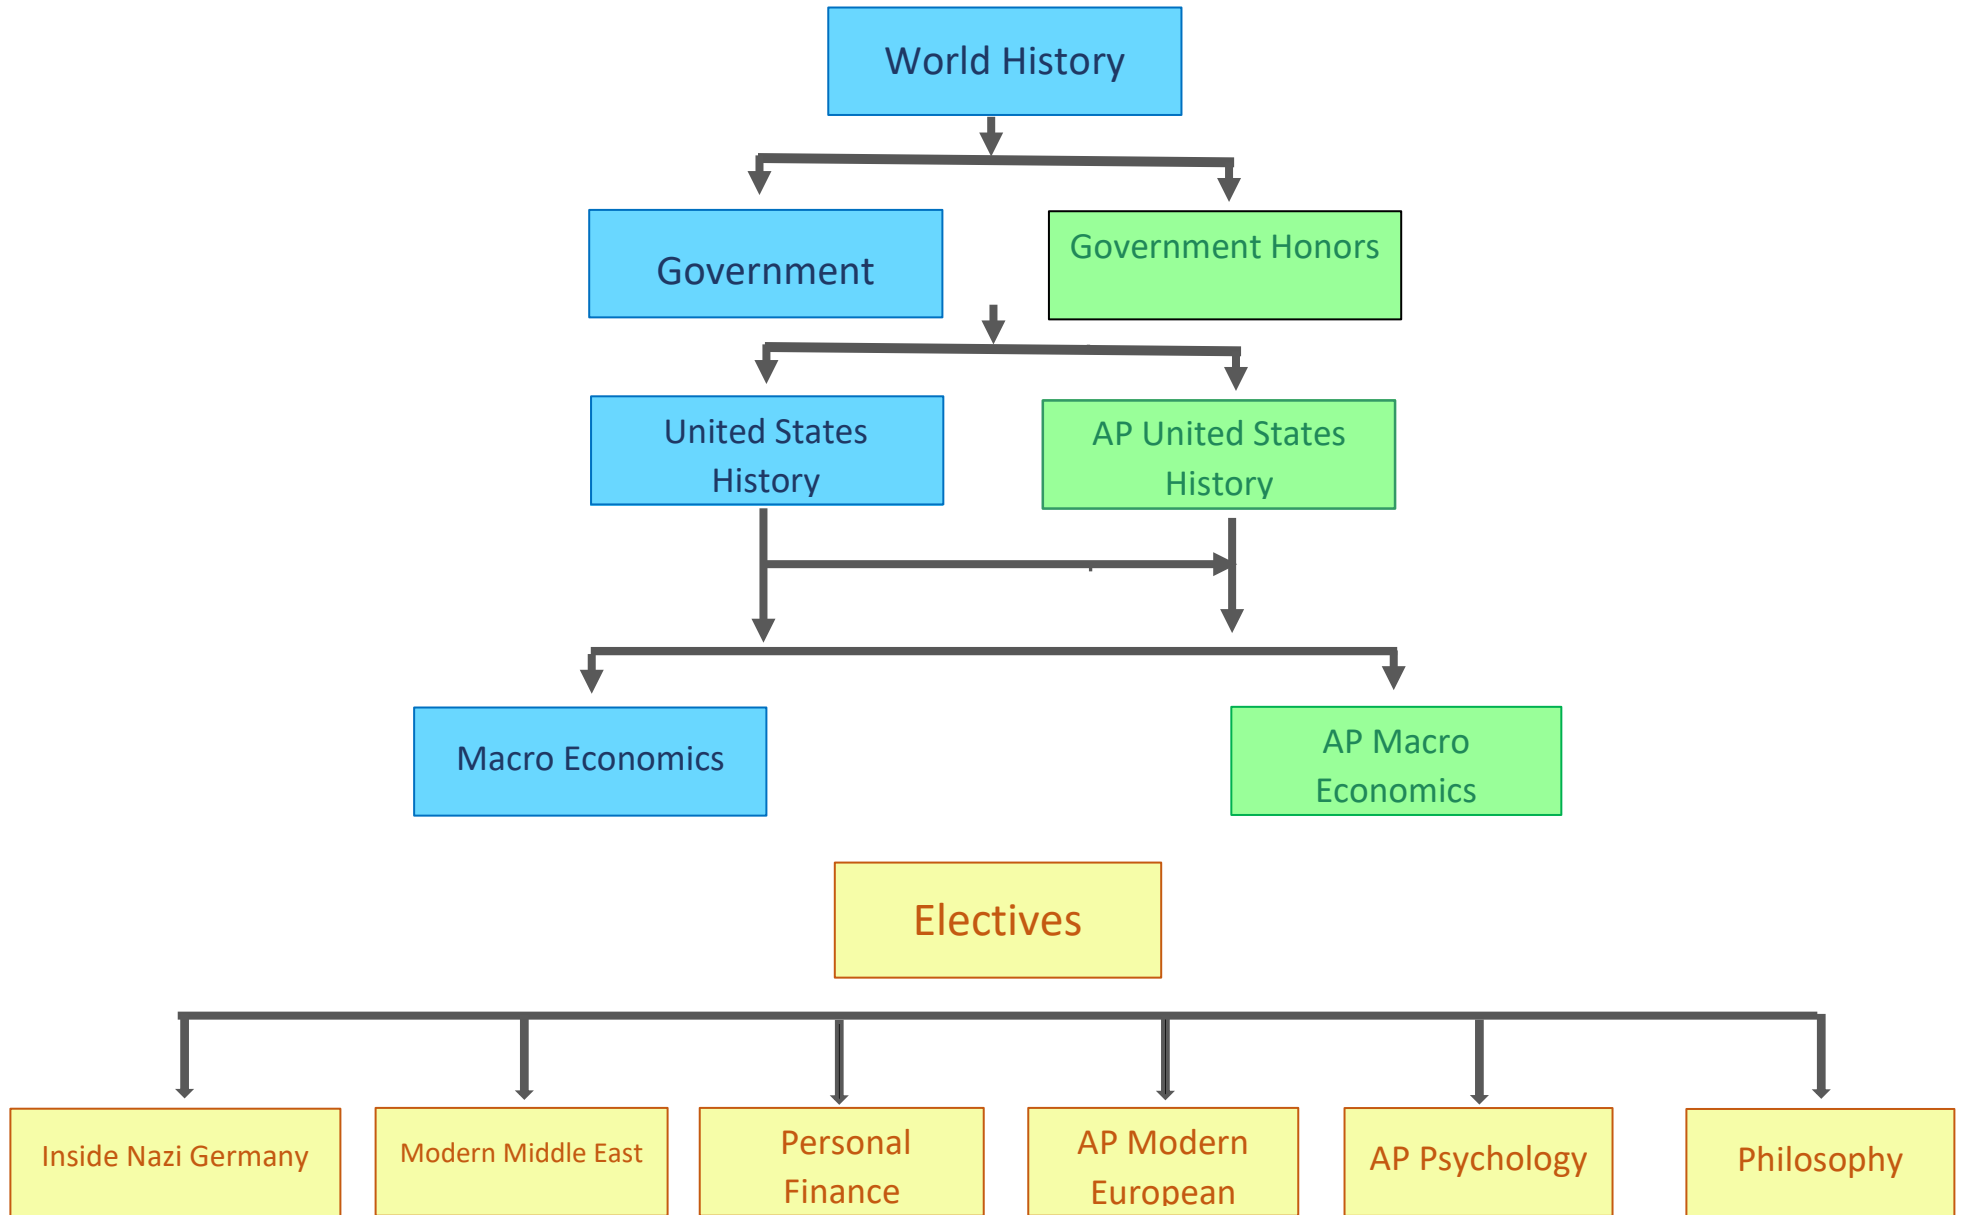 World History
Government
Government Honors
United States
History
AP United States
History
Macro Economics
AP Macro
Economics
Electives
Inside Nazi Germany
Modern Middle East
Personal
Finance
AP Modern
European
AP Psychology
Philosophy